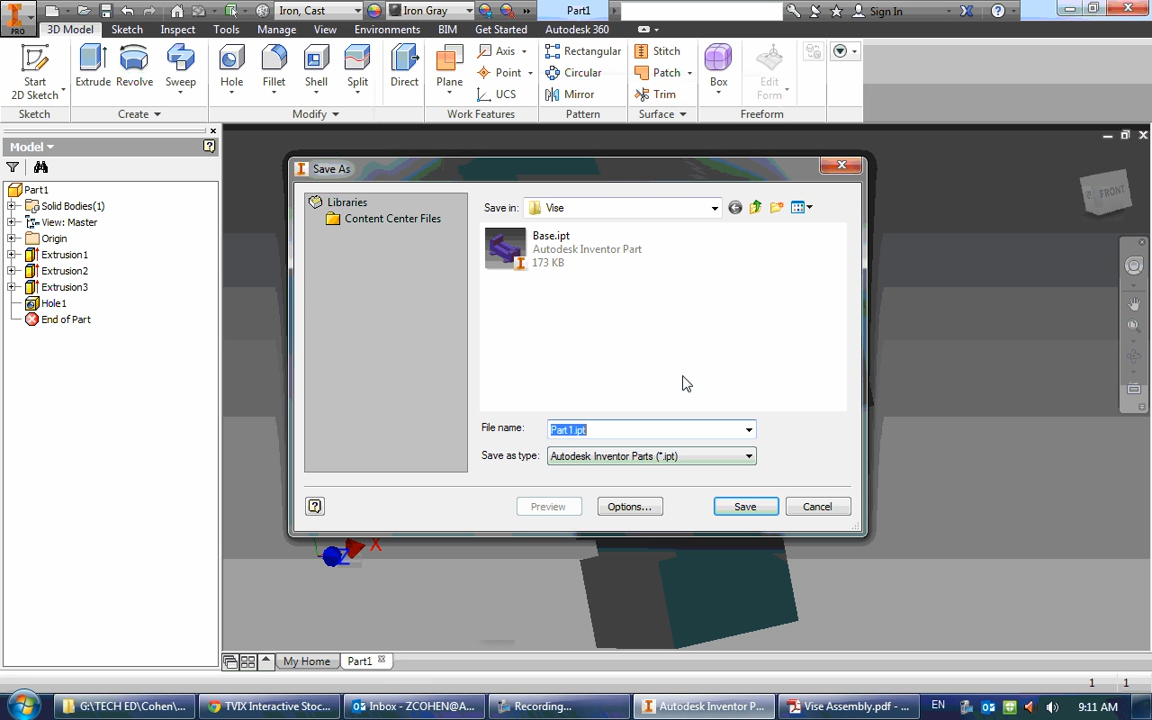 Iron, Cast
Iron Gray
Part1
Sign In
PRO
3D Model
Sketch
Inspect
Tools
Manage
View
Environments
BIM
Get Started
Autodesk 360
Start
2D Sketch
Extrude
Revolve
Sweep
Hole
Fillet
Shell
Split
Direct
Plane
Axis
Point
UCS
Rectangular
Circular
Mirror
Stitch
Patch
Trim
Box
Edit
Form
Sketch
Create
Modify
Work Features
Pattern
Surface
Freeform
Model
Part1
Solid Bodies(1)
View: Master
Origin
Extrusion1
Extrusion2
Extrusion3
Hole1
End of Part
FRONT
Save As
Libraries
Content Center Files
Save in:
Vise
Base.ipt
Autodesk Inventor Part
173 KB
File name:
Part1.ipt
Save as type:
Autodesk Inventor Parts (*.ipt)
Preview
Options...
Save
Cancel
X
Z
My Home
Part1
1 1
G:\TECH ED\Cohen\...
TVIX Interactive Stoc...
Inbox - ZCOHEN@A...
Recording...
Autodesk Inventor P...
Vise Assembly.pdf - ...
EN
9:11 AM